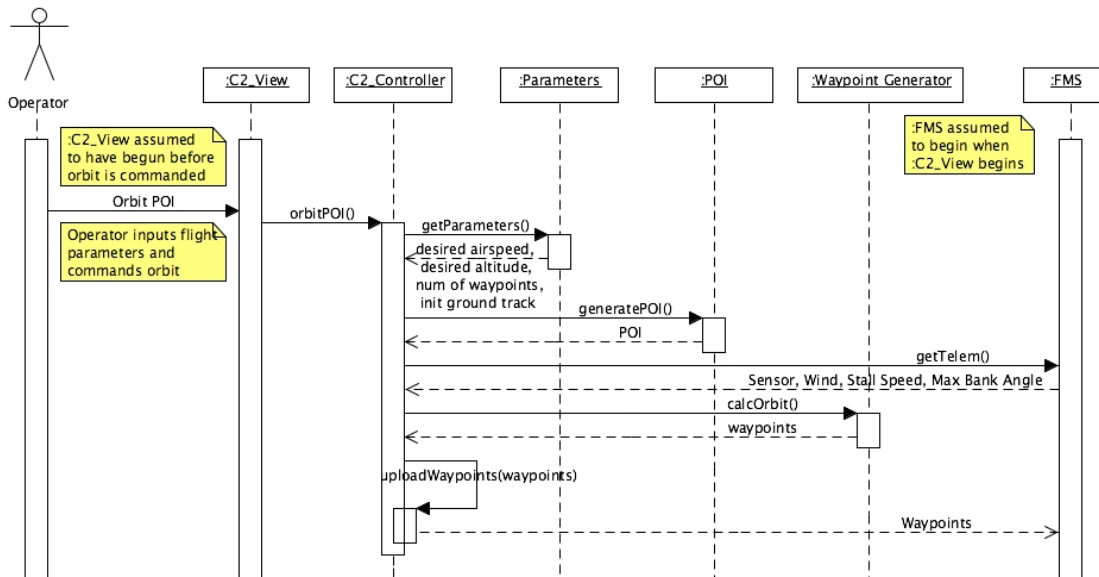 Operator
:C2_View
:C2_Controller
:Parameters
:POI
:Waypoint Generator
:FMS
:C2_View assumed
to have begun before
orbit is commanded
:FMS assumed
to begin when
:C2_View begins
Orbit POI
orbitPOI()
Operator inputs flight
parameters and
commands orbit
getParameters()
desired airspeed,
desired altitude,
num of waypoints,
init ground track
generatePOI()
POI
getTelem()
Sensor, Wind, Stall Speed, Max Bank Angle
calcOrbit()
waypoints
uploadWaypoints(waypoints)
Waypoints